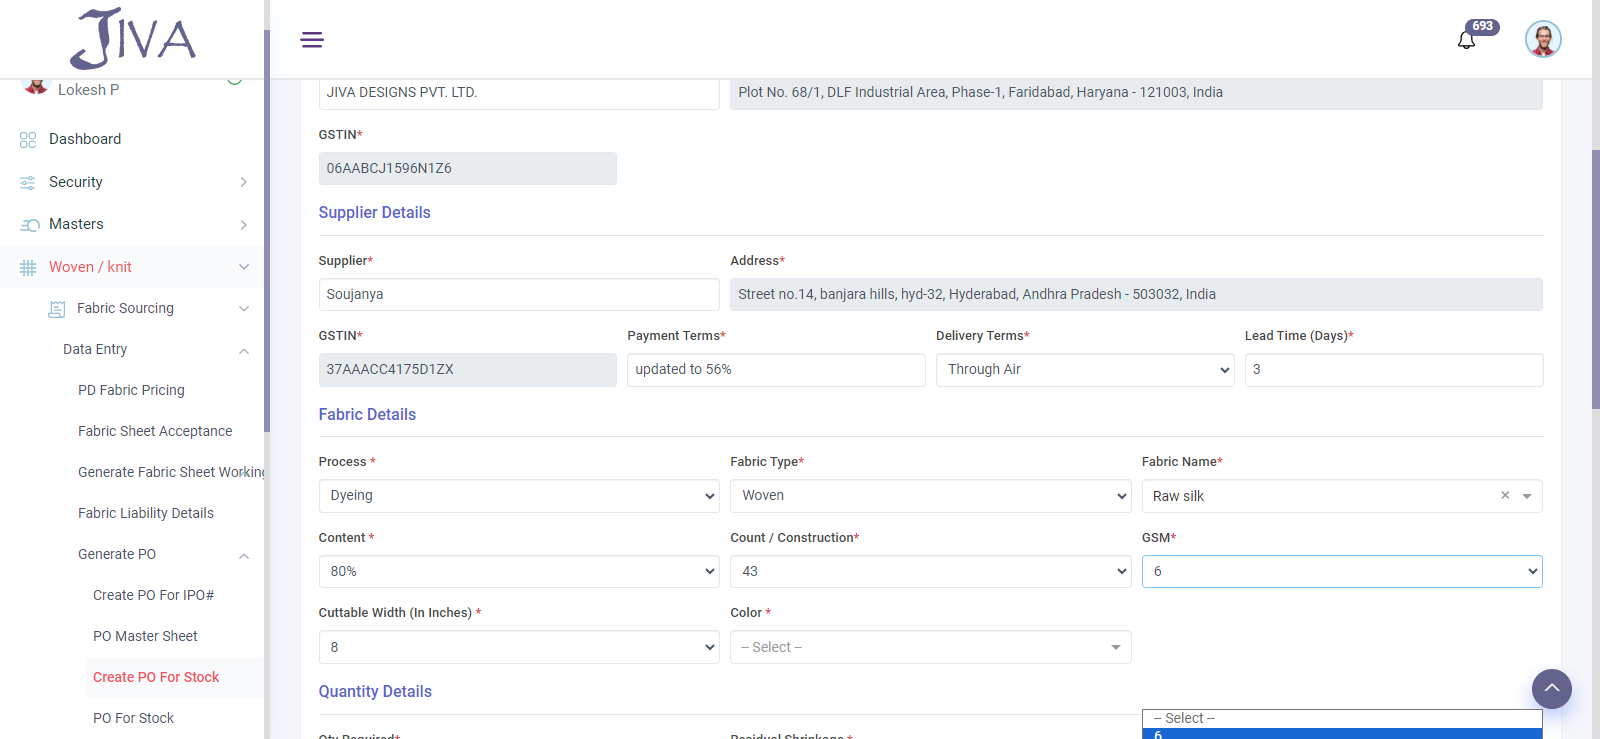 JIVA
693
Lokesh P
JIVA DESIGNS PVT. LTD.
Plot No. 68/1, DLF Industrial Area, Phase-1, Faridabad, Haryana - 121003, India
Dashboard
GSTIN*
06AABCJ1596N1Z6
Security
Masters
Woven / knit
Fabric Sourcing
Data Entry
PD Fabric Pricing
Fabric Sheet Acceptance
Generate Fabric Sheet Working
Fabric Liability Details
Generate PO
Create PO For IPO#
PO Master Sheet
Create PO For Stock
PO For Stock
Supplier Details
Supplier*
Address*
Soujanya
Street no.14, banjara hills, hyd-32, Hyderabad, Andhra Pradesh - 503032, India
GSTIN*
Payment Terms*
Delivery Terms*
Lead Time (Days)*
37AAACC4175D1ZX
updated to 56%
Through Air
3
Fabric Details
Process *
Fabric Type*
Fabric Name*
Dyeing
Woven
Raw silk
Content *
Count / Construction*
GSM*
80%
43
6
Cuttable Width (In Inches) *
Color *
8
-- Select --
Quantity Details
-- Select --
6
Qty Required*
Residual Shrinkage *